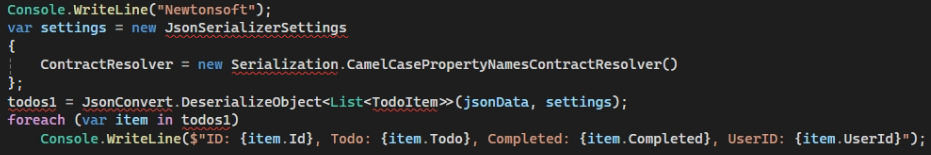 Console.WriteLine("Newtonsoft");
var settings = new JsonSerializerSettings
{
    ContractResolver = new Serialization.CamelCasePropertyNamesContractResolver()
};
todos1 = JsonConvert.DeserializeObject<List<TodoItem>>(jsonData, settings);
foreach (var item in todos1)
    Console.WriteLine($"ID: {item.Id}, Todo: {item.Todo}, Completed: {item.Completed}, UserID: {item.UserId}");